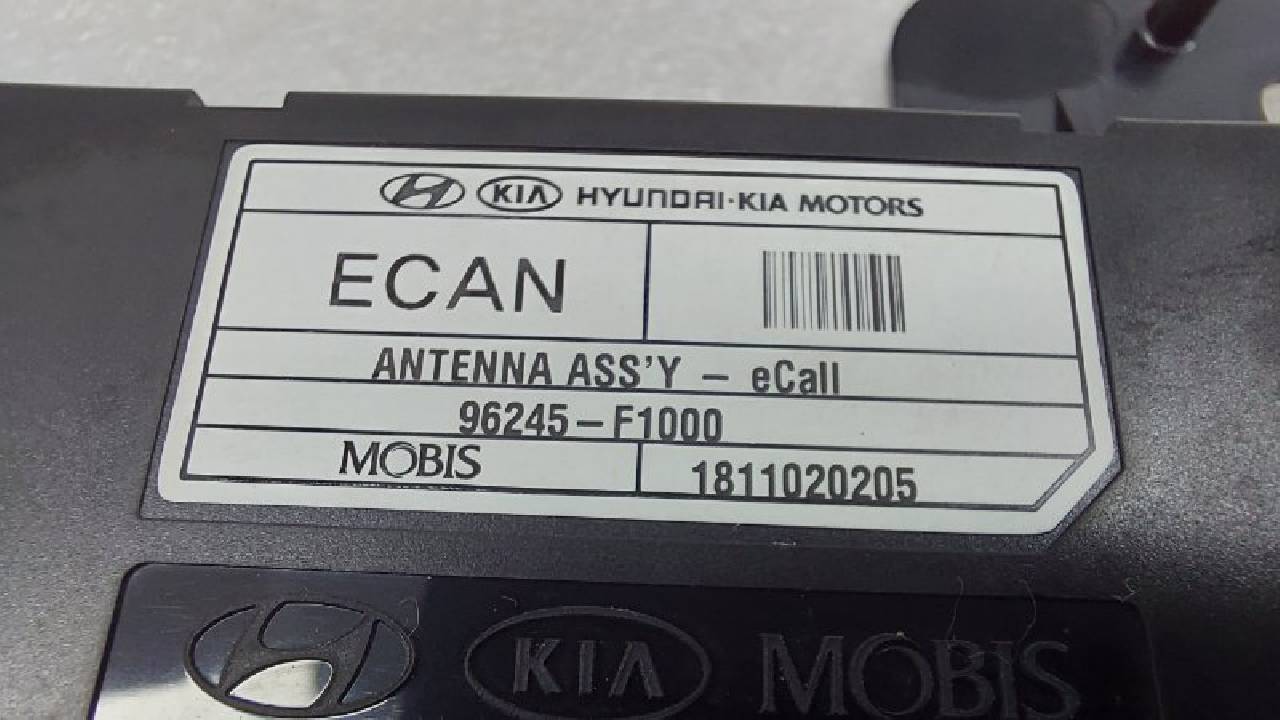 KIA HYUNDAI·KIA MOTORS
ECAN
ANTENNA ASS'Y – eCall
96245–F1000
MOBIS 1811020205
KIA MOBIS